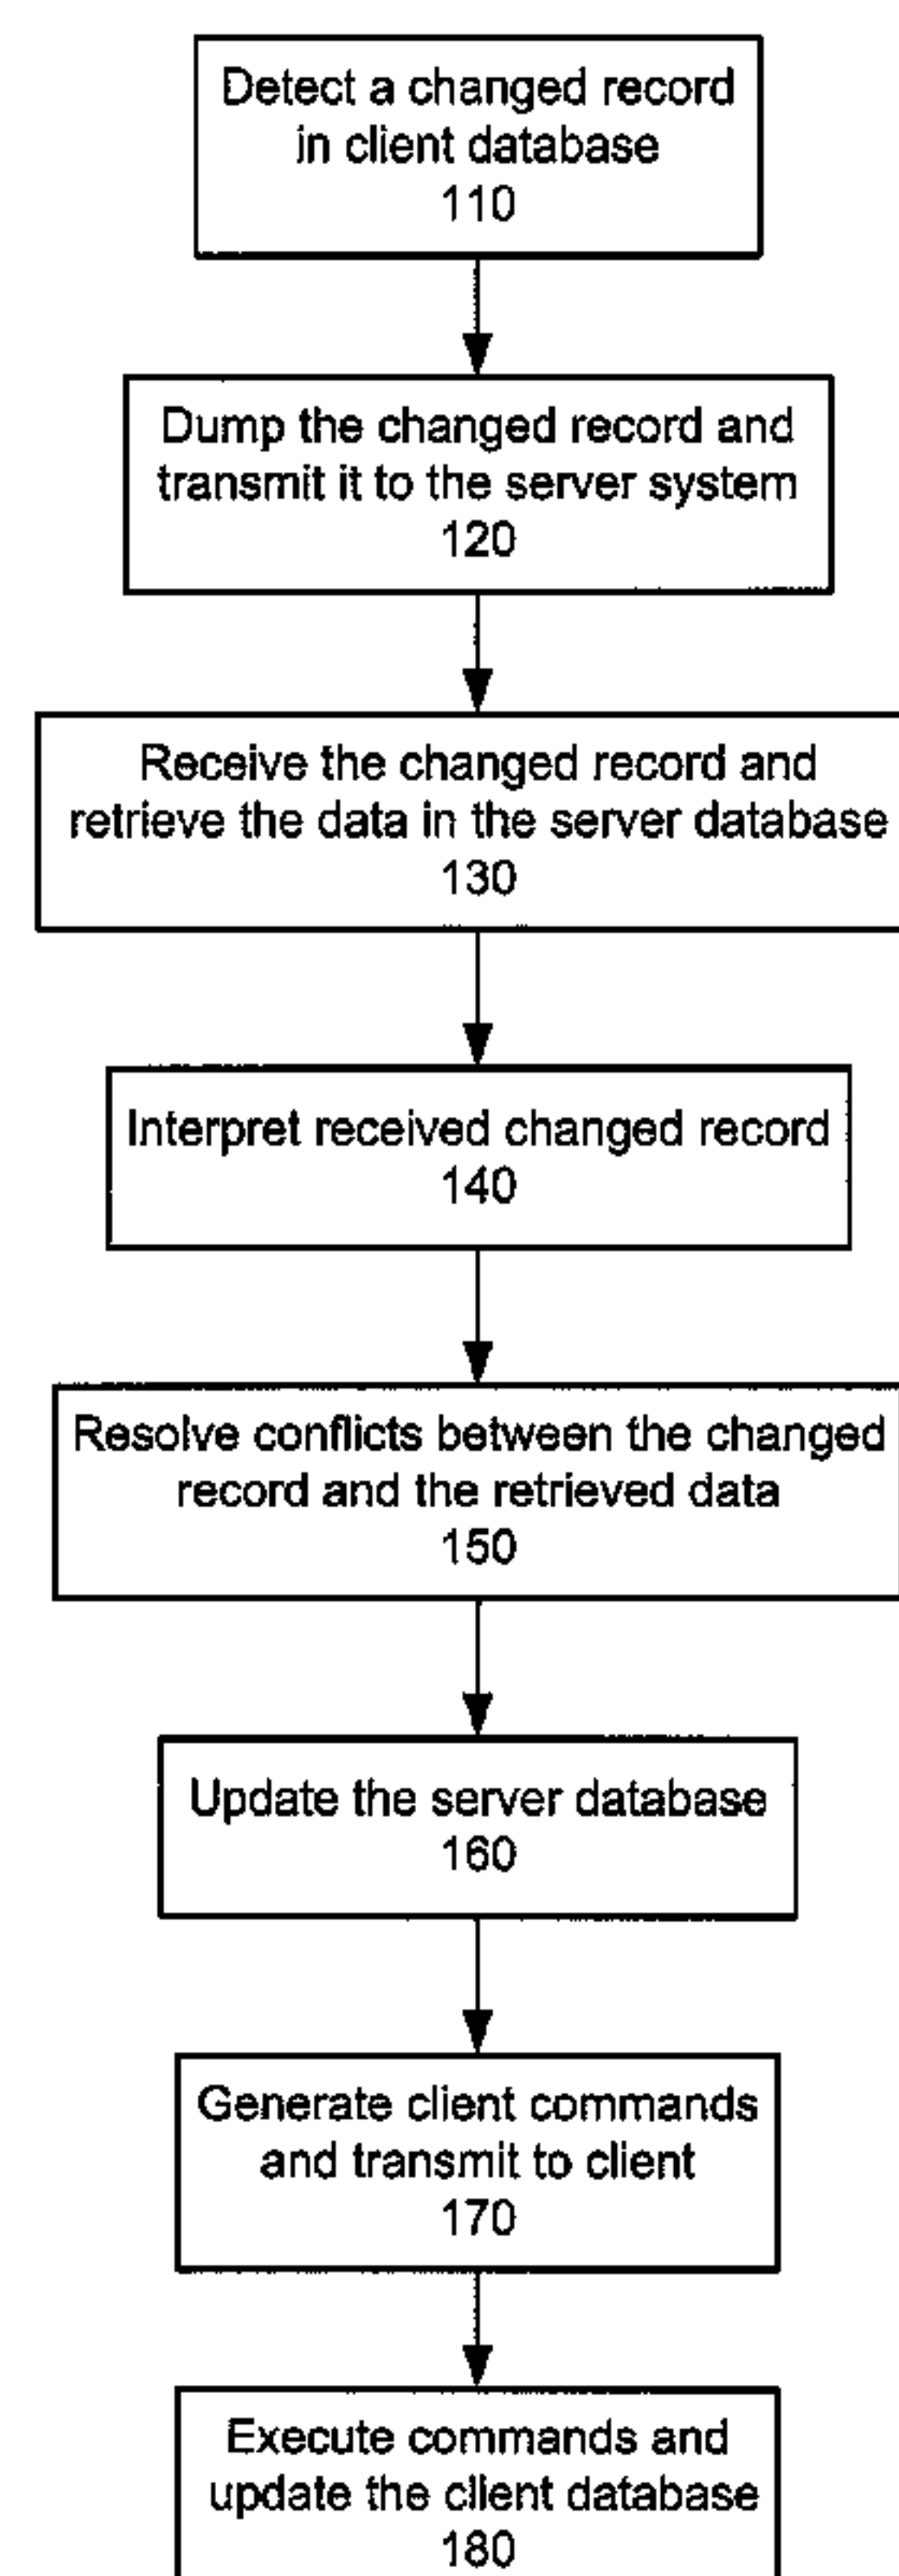 Detect a changed record
in client database
110
Dump the changed record and
transmit it to the server system
120
Receive the changed record and
retrieve the data in the server database
130
Interpret received changed record
140
Resolve conflicts between the changed
record and the retrieved data
150
Update the server database
160
Generate client commands
and transmit to client
170
Execute commands and
update the client database
180